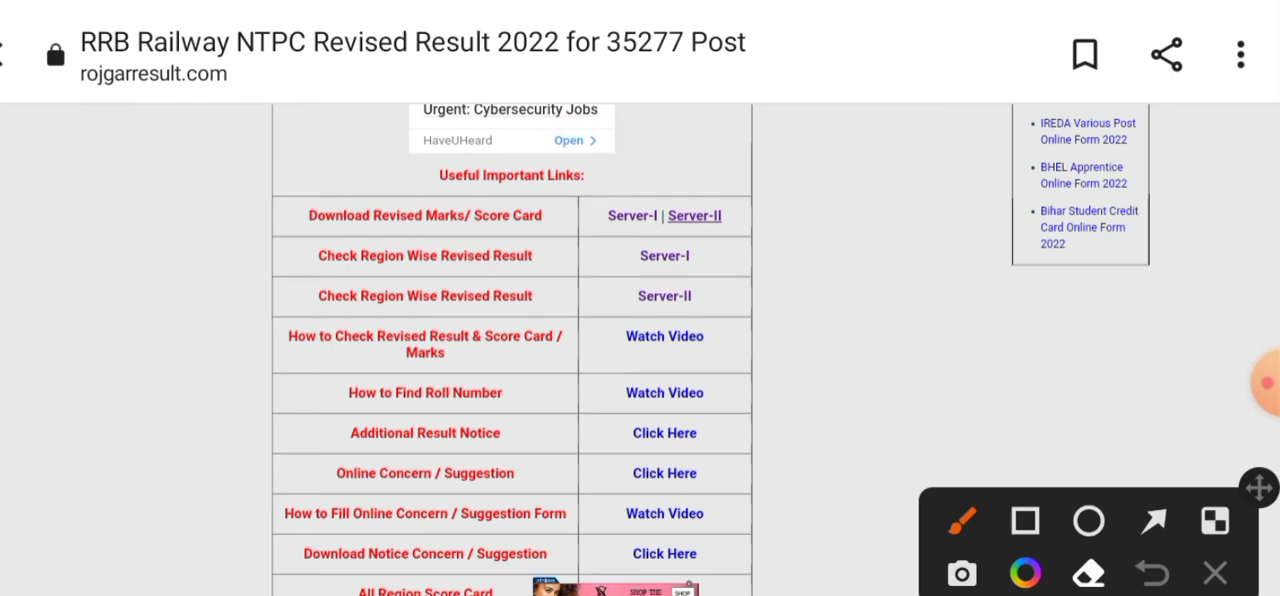 RRB Railway NTPC Revised Result 2022 for 35277 Post
rojgarresult.com
Urgent: Cybersecurity Jobs
HaveUHeard Open >
Useful Important Links:
Download Revised Marks/ Score Card Server-I | Server-II
Check Region Wise Revised Result Server-I
Check Region Wise Revised Result Server-II
How to Check Revised Result & Score Card / Watch Video
Marks
How to Find Roll Number Watch Video
Additional Result Notice Click Here
Online Concern / Suggestion Click Here
How to Fill Online Concern / Suggestion Form Watch Video
Download Notice Concern / Suggestion Click Here
All Region Score Card
SHOP THE
SHOP
• IREDA Various Post
Online Form 2022
• BHEL Apprentice
Online Form 2022
• Bihar Student Credit
Card Online Form
2022